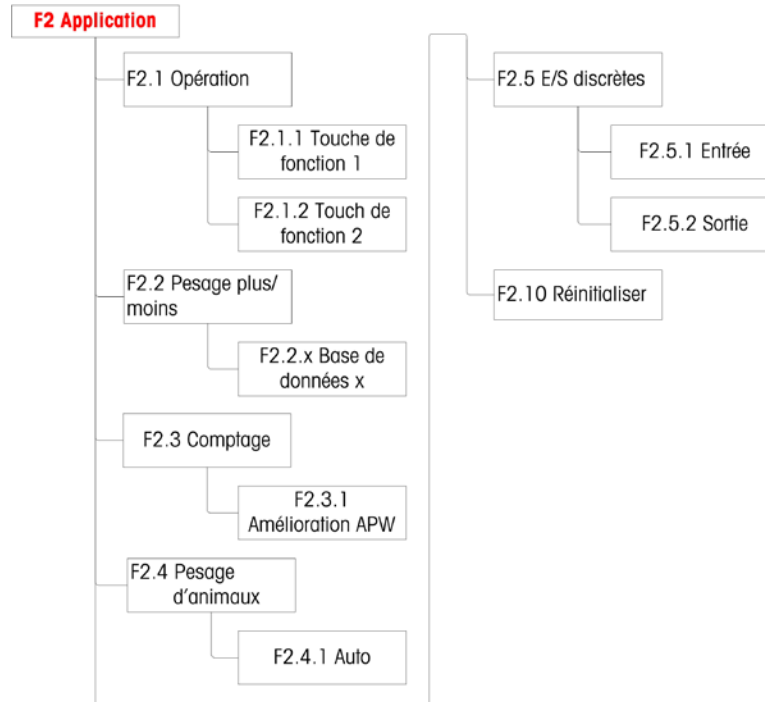 F2 Application
F2.1 Opération
F2.1.1 Touche de
fonction 1
F2.1.2 Touch de
fonction 2
F2.2 Pesage plus/
moins
F2.2.x Base de
données x
F2.3 Comptage
F2.3.1
Amélioration APW
F2.4 Pesage
d'animaux
F2.4.1 Auto
F2.5 E/S discrètes
F2.5.1 Entrée
F2.5.2 Sortie
F2.10 Réinitialiser